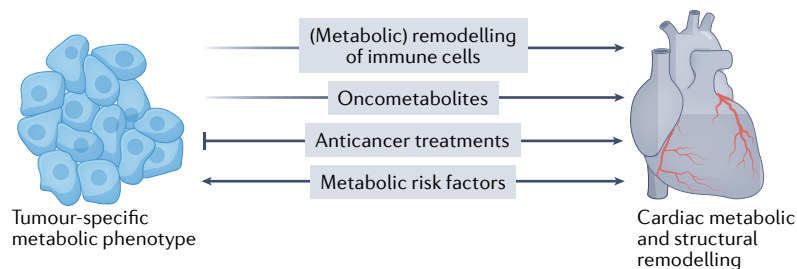 (Metabolic) remodelling
of immune cells
Oncometabolites
Anticancer treatments
Metabolic risk factors
Tumour-specific
metabolic phenotype
Cardiac metabolic
and structural
remodelling